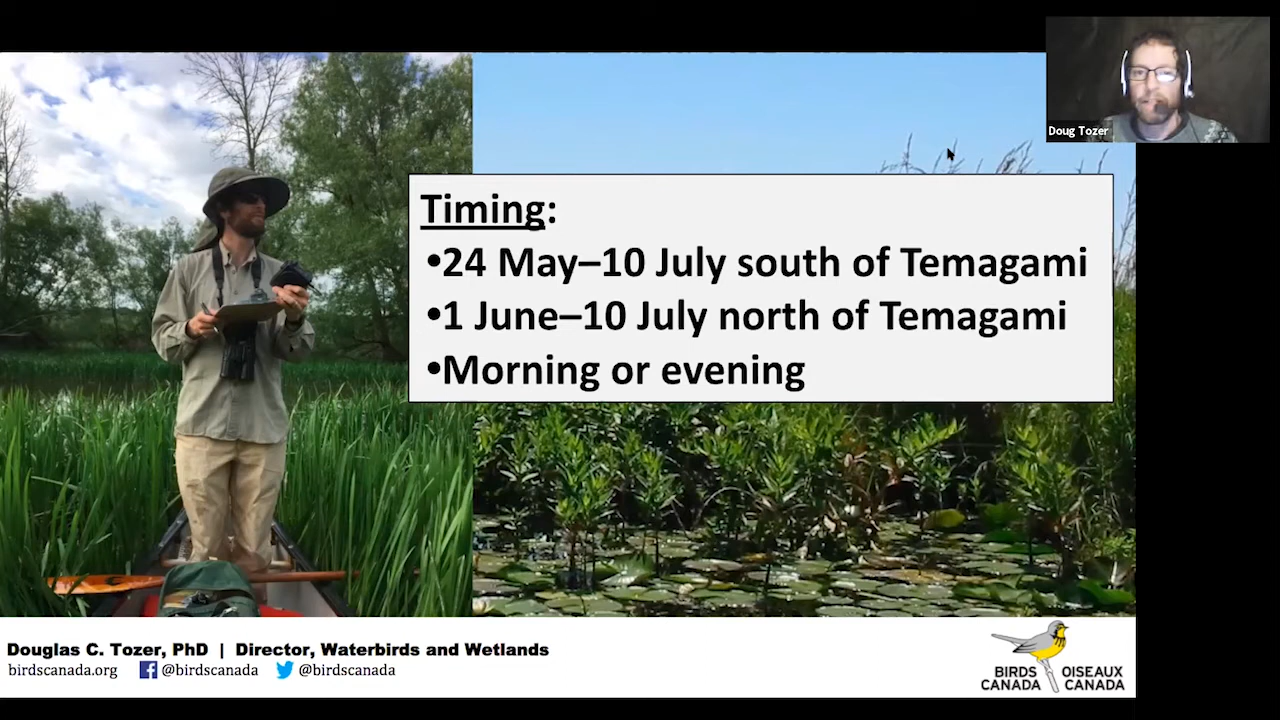 Doug Tozer
Timing:
•24 May–10 July south of Temagami
•1 June–10 July north of Temagami
•Morning or evening
Douglas C. Tozer, PhD | Director, Waterbirds and Wetlands
birdscanada.org @birdscanada @birdscanada
BIRDS OISEAUX
CANADA CANADA